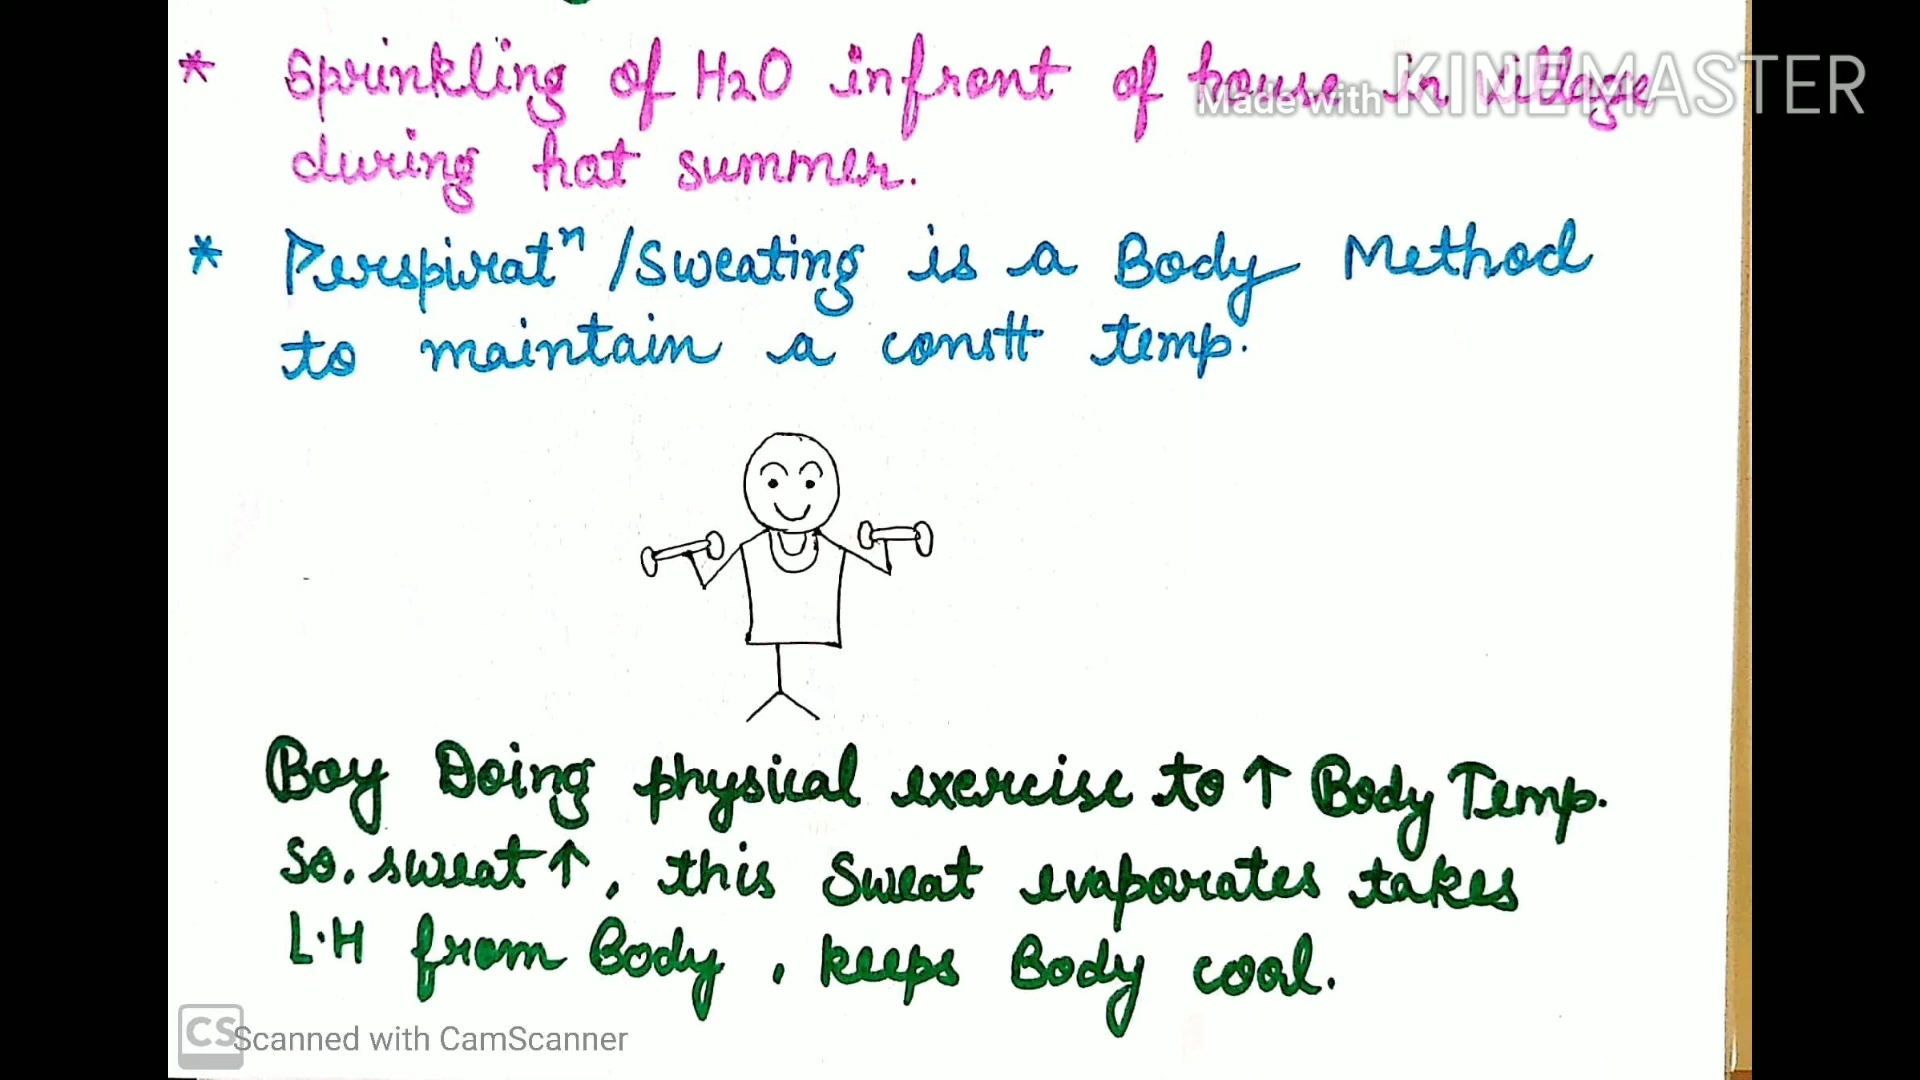 * Sprinkling of H2O infront of house in village
Made with KINEMASTER
during hot summer.
* Perspiratⁿ /Sweating is a Body Method
to maintain a constt temp.
Boy Doing physical exercise to ↑ Body Temp.
So. sweat ↑, this Sweat evaporates takes
L.H from Body, keeps Body cool.
CS Scanned with CamScanner